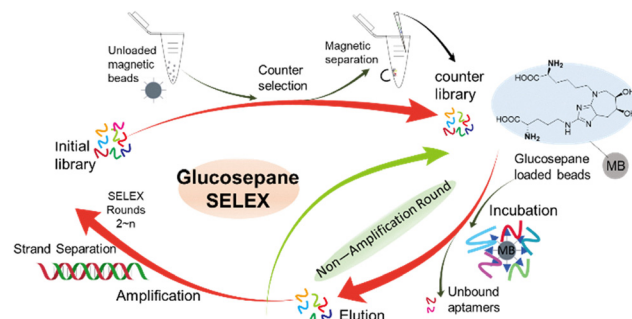 Unloaded
magnetic
beads
Magnetic
separation
Counter
selection
counter
library
Initial
library
NH2
HOOC
N
OH
HOOC
N
N
N
H
OH
NH2
MB
Glucosepane
loaded beads
Glucosepane
SELEX
Incubation
MB
SELEX
Rounds
2~n
Non—Amplification Round
Strand Separation
Amplification
Elution
Unbound
aptamers